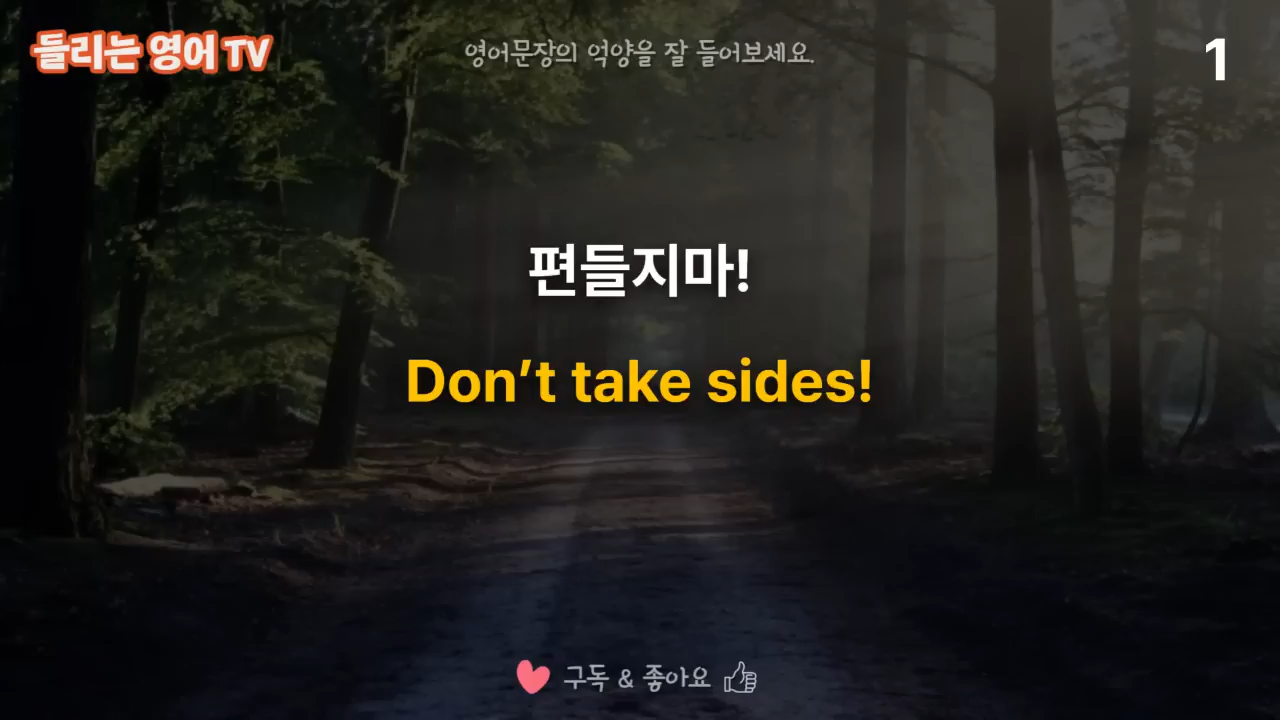 들리는 영어 TV
영어문장의 억양을 잘 들어보세요.
1
편들지마!
Don’t take sides!
구독 & 좋아요